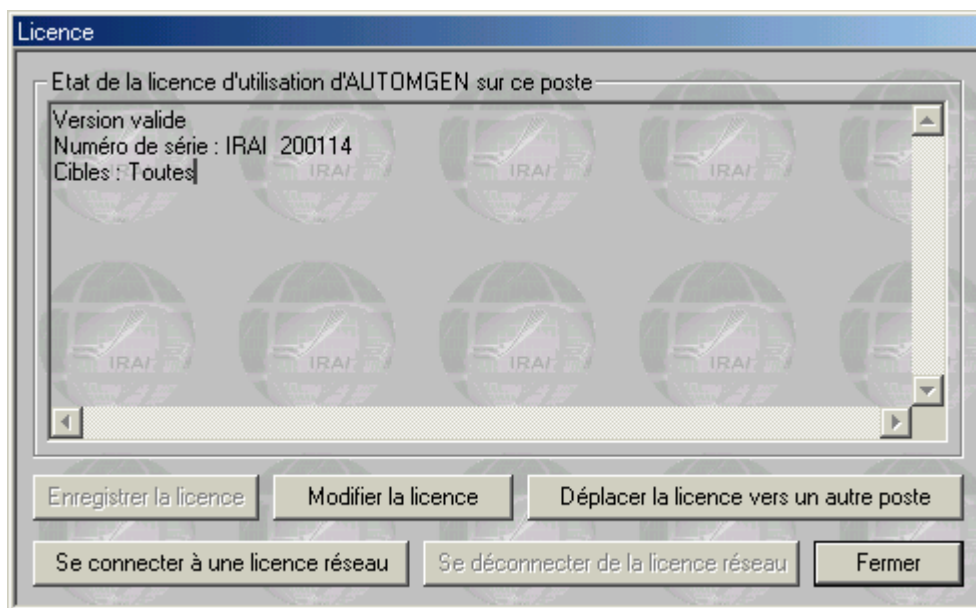 Licence
Etat de la licence d'utilisation d'AUTOMGEN sur ce poste
Version valide
Numéro de série : IRAI 200114
Cibles : Toutes
Enregistrer la licence
Modifier la licence
Déplacer la licence vers un autre poste
Se connecter à une licence réseau
Se déconnecter de la licence réseau
Fermer